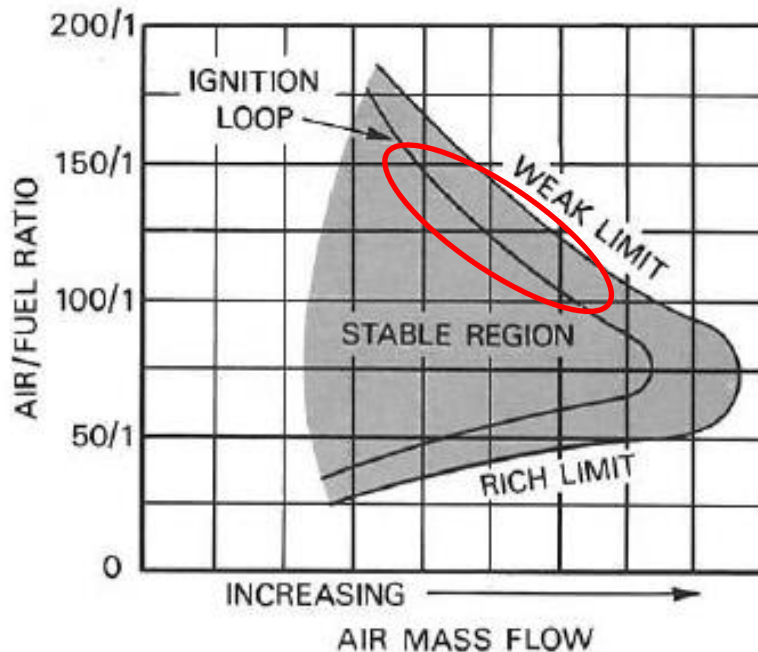 200/1
IGNITION
LOOP
150/1
WEAK LIMIT
AIR/FUEL RATIO
100/1
STABLE REGION
50/1
RICH LIMIT
0
INCREASING
AIR MASS FLOW